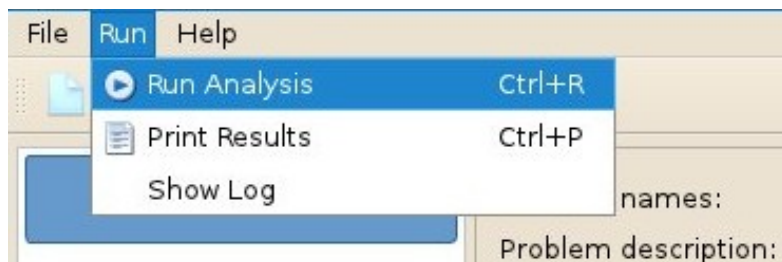 File Run Help
Run Analysis Ctrl+R
Print Results Ctrl+P
Show Log
names:
Problem description: